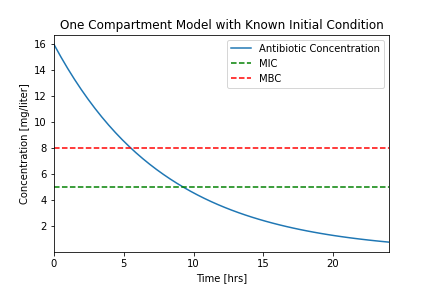 One Compartment Model with Known Initial Condition
Antibiotic Concentration
MIC
MBC
Concentration [mg/liter]
16
14
12
10
8
6
4
2
0
5
10
15
20
Time [hrs]